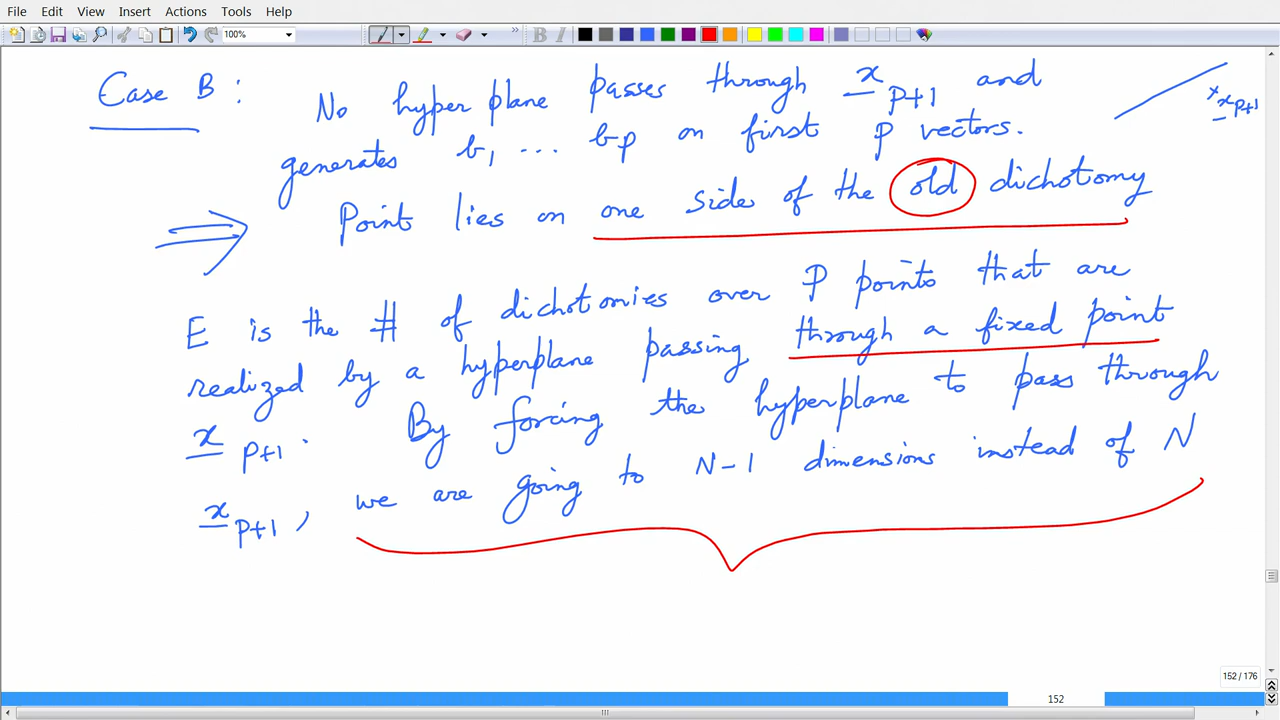 File Edit View Insert Actions Tools Help
100%
Case B : No hyper plane passes through x p+1 and
x p+1
generates b1 ... bp on first P vectors.
⟹ Point lies on one side of the old dichotomy
E is the # of dichotomies over P points that are
realized by a hyperplane passing through a fixed point
x p+1. By forcing the hyperplane to pass through
x p+1, we are going to N-1 dimensions instead of N
152 / 176
152